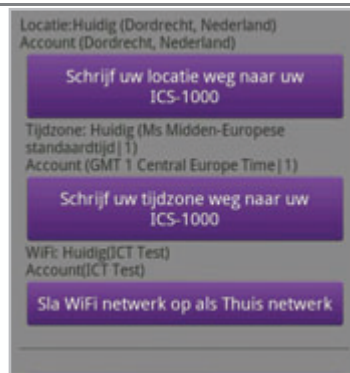 Locatie:Huidig (Dordrecht, Nederland)
Account (Dordrecht, Nederland)
Schrijf uw locatie weg naar uw
ICS-1000
Tijdzone: Huidig (Ms Midden-Europese
standaardtijd|1)
Account (GMT 1 Central Europe Time|1)
Schrijf uw tijdzone weg naar uw
ICS-1000
WiFi: Huidig(ICT Test)
Account(ICT Test)
Sla WiFi netwerk op als Thuis netwerk